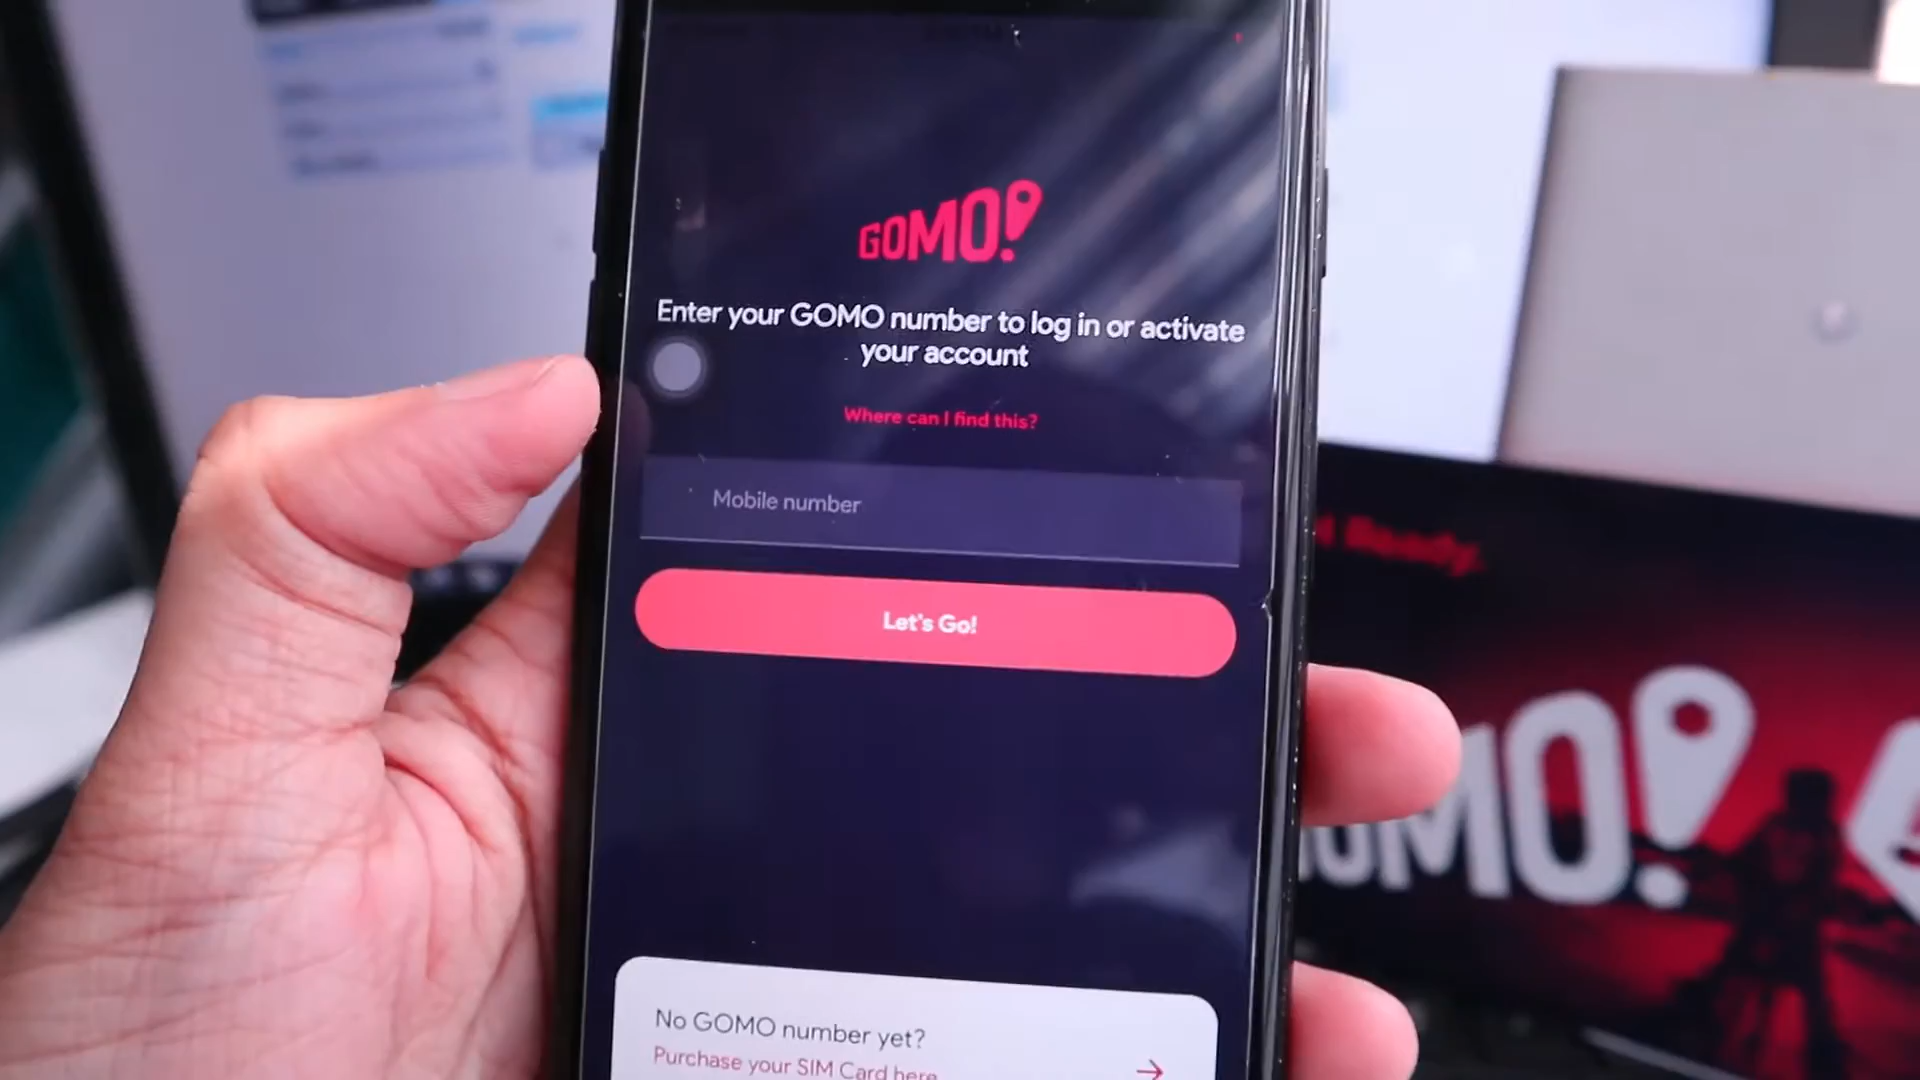 GOMO!
Enter your GOMO number to log in or activate
your account
Where can I find this?
Mobile number
Let's Go!
No GOMO number yet?
Purchase your SIM Card here
Ready.
GOMO!